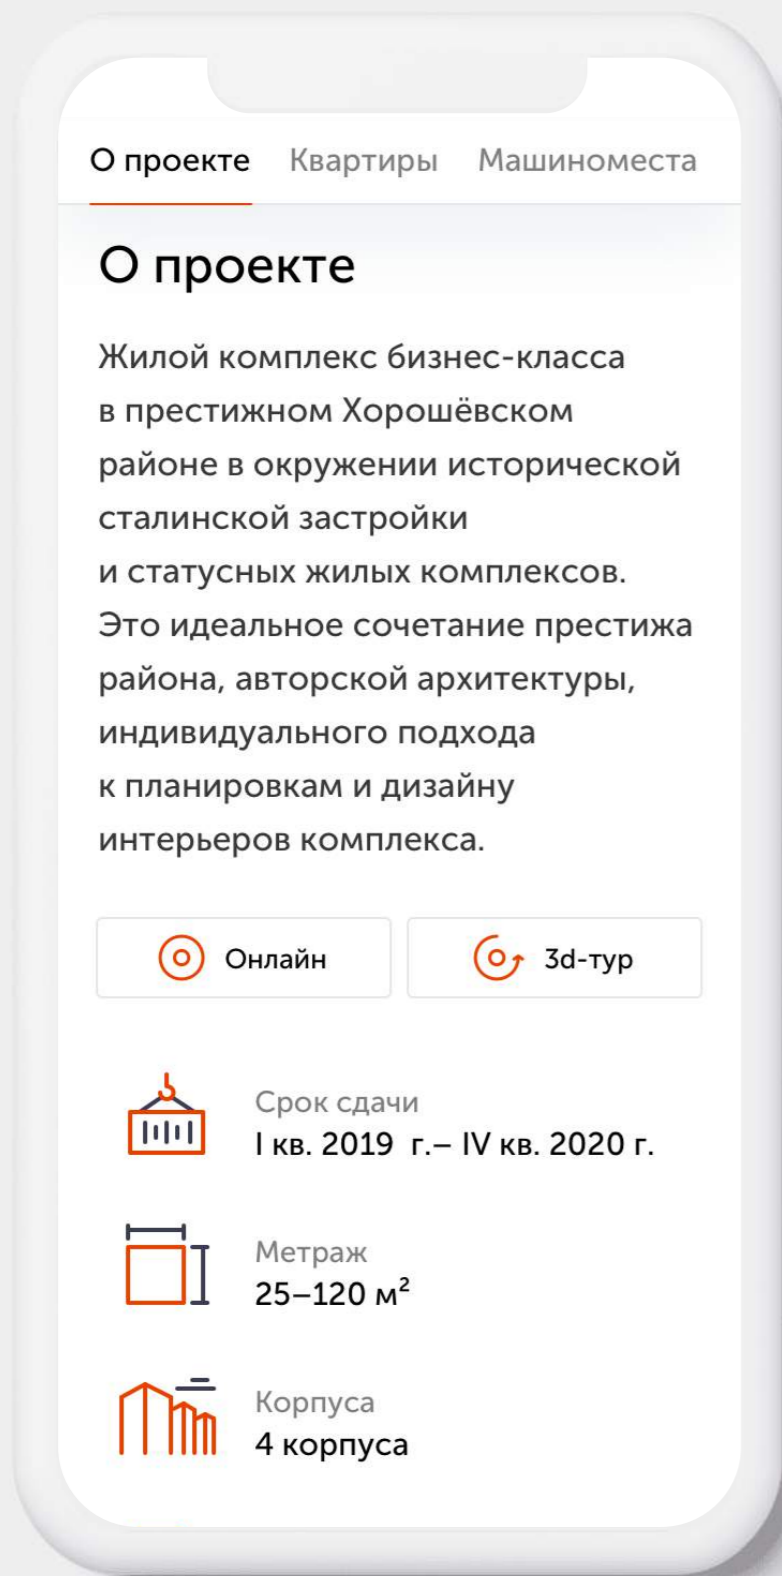 О проекте Квартиры Машиноместа
О проекте
Жилой комплекс бизнес-класса
в престижном Хорошёвском
районе в окружении исторической
сталинской застройки
и статусных жилых комплексов.
Это идеальное сочетание престижа
района, авторской архитектуры,
индивидуального подхода
к планировкам и дизайну
интерьеров комплекса.
Онлайн 3d-тур
Срок сдачи
I кв. 2019 г.– IV кв. 2020 г.
Метраж
25–120 м²
Корпуса
4 корпуса